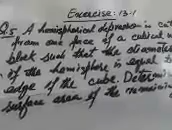 Exercise: 13.1
Q.5 A hemispherical depression is cut
from one face of a cubical
block such that the diameter
of the hemisphere is equal
edge of the cube. Determine
surface area of the remaining